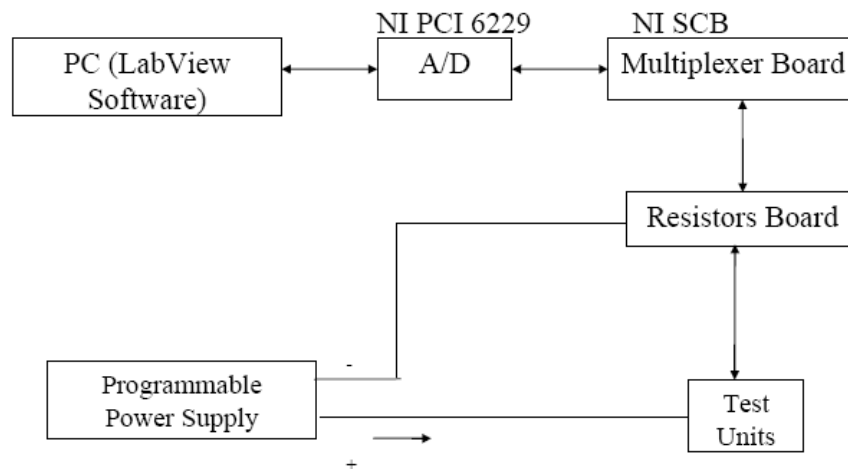 NI PCI 6229
NI SCB
PC (LabView
Software)
A/D
Multiplexer Board
Resistors Board
-
Programmable
Power Supply
Test
Units
+